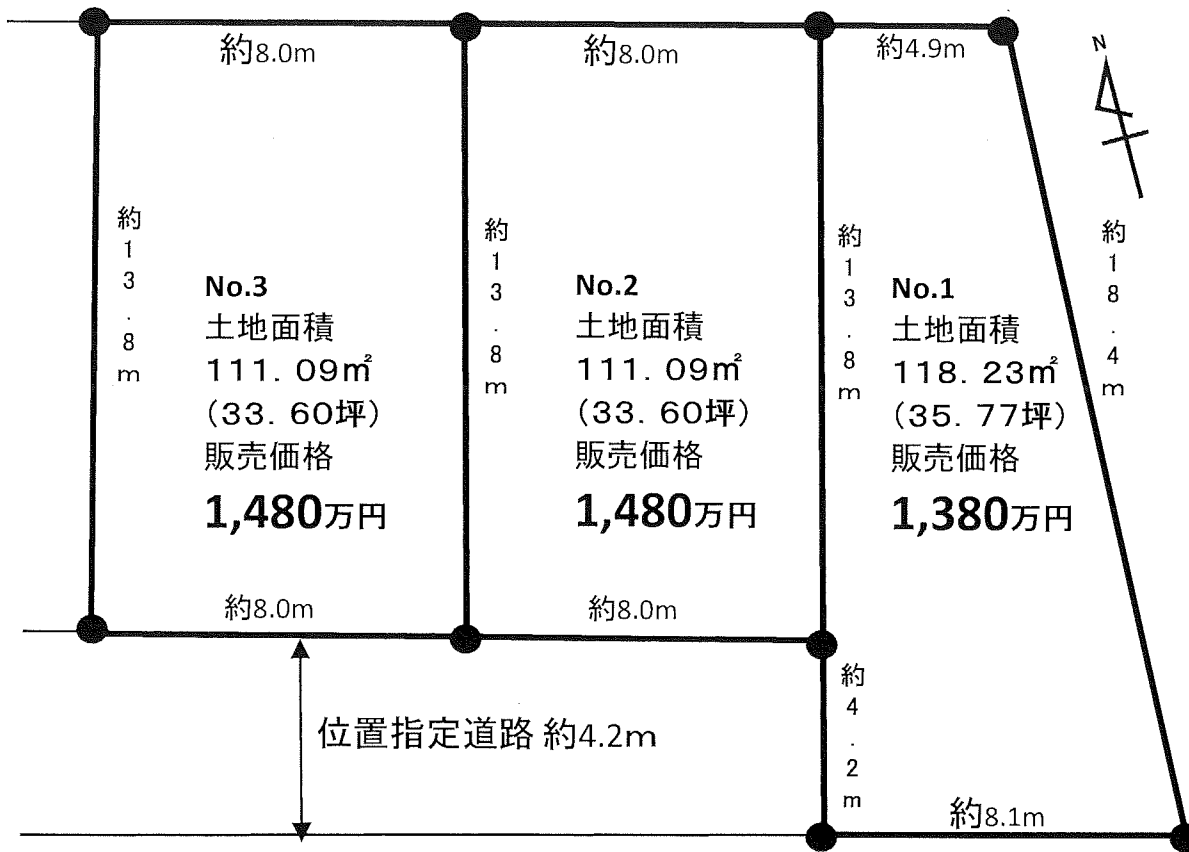 約8.0m
約8.0m
約4.9m
N
約13.8m
約13.8m
約13.8m
約18.4m
No.3
土地面積
111.09㎡
(33.60坪)
販売価格
1,480万円
No.2
土地面積
111.09㎡
(33.60坪)
販売価格
1,480万円
No.1
土地面積
118.23㎡
(35.77坪)
販売価格
1,380万円
約8.0m
約8.0m
位置指定道路 約4.2m
約4.2m
約8.1m